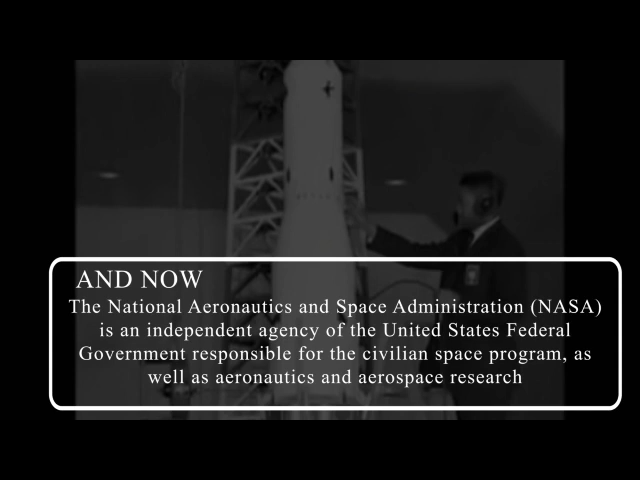 AND NOW
The National Aeronautics and Space Administration (NASA)
is an independent agency of the United States Federal
Government responsible for the civilian space program, as
well as aeronautics and aerospace research